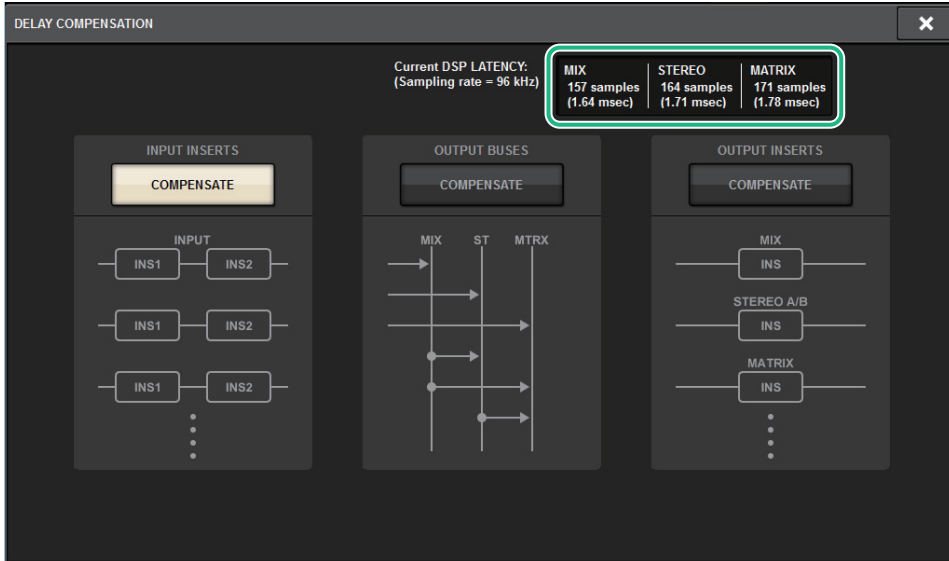 DELAY COMPENSATION
Current DSP LATENCY:
(Sampling rate = 96 kHz)
MIX
157 samples
(1.64 msec)
STEREO
164 samples
(1.71 msec)
MATRIX
171 samples
(1.78 msec)
INPUT INSERTS
COMPENSATE
INPUT
INS1 INS2
INS1 INS2
INS1 INS2
OUTPUT BUSES
COMPENSATE
MIX ST MTRX
OUTPUT INSERTS
COMPENSATE
MIX
INS
STEREO A/B
INS
MATRIX
INS